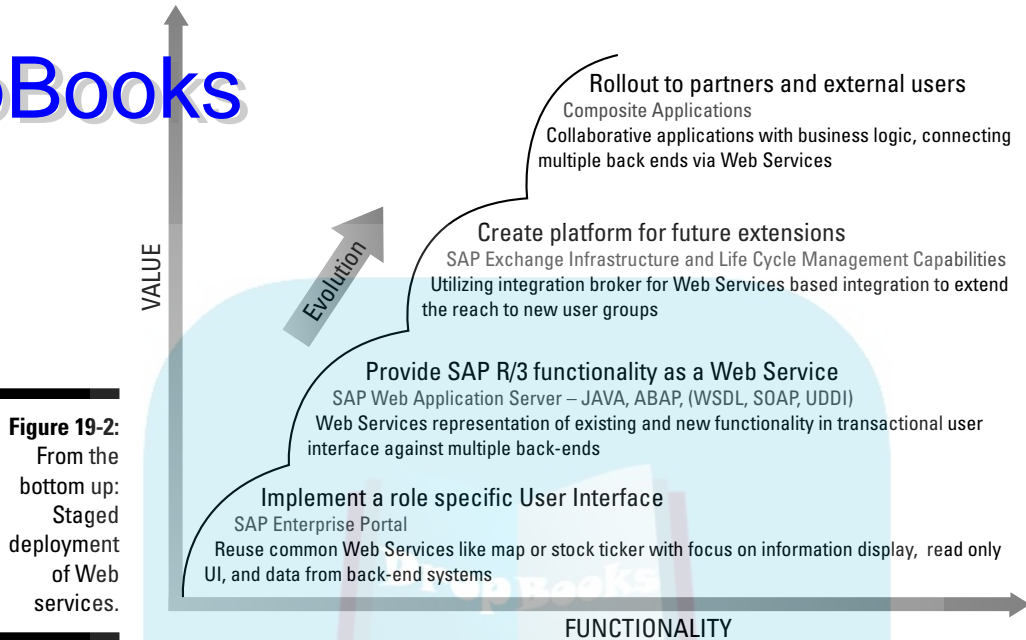 Books
Rollout to partners and external users
Composite Applications
Collaborative applications with business logic, connecting
multiple back ends via Web Services
Create platform for future extensions
SAP Exchange Infrastructure and Life Cycle Management Capabilities
Utilizing integration broker for Web Services based integration to extend
the reach to new user groups
Evolution
VALUE
Provide SAP R/3 functionality as a Web Service
SAP Web Application Server – JAVA, ABAP, (WSDL, SOAP, UDDI)
Web Services representation of existing and new functionality in transactional user
interface against multiple back-ends
Implement a role specific User Interface
SAP Enterprise Portal
Reuse common Web Services like map or stock ticker with focus on information display, read only
UI, and data from back-end systems
DropBooks
FUNCTIONALITY
Figure 19-2:
From the
bottom up:
Staged
deployment
of Web
services.